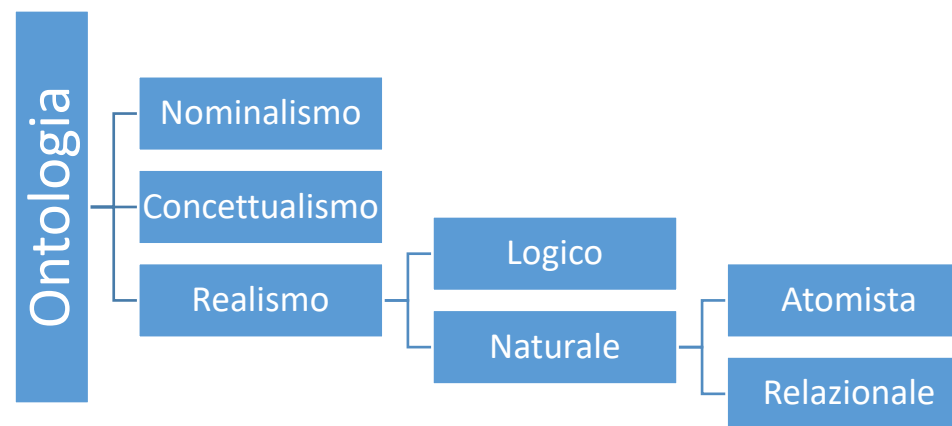 Ontologia
Nominalismo
Concettualismo
Realismo
Logico
Naturale
Atomista
Relazionale